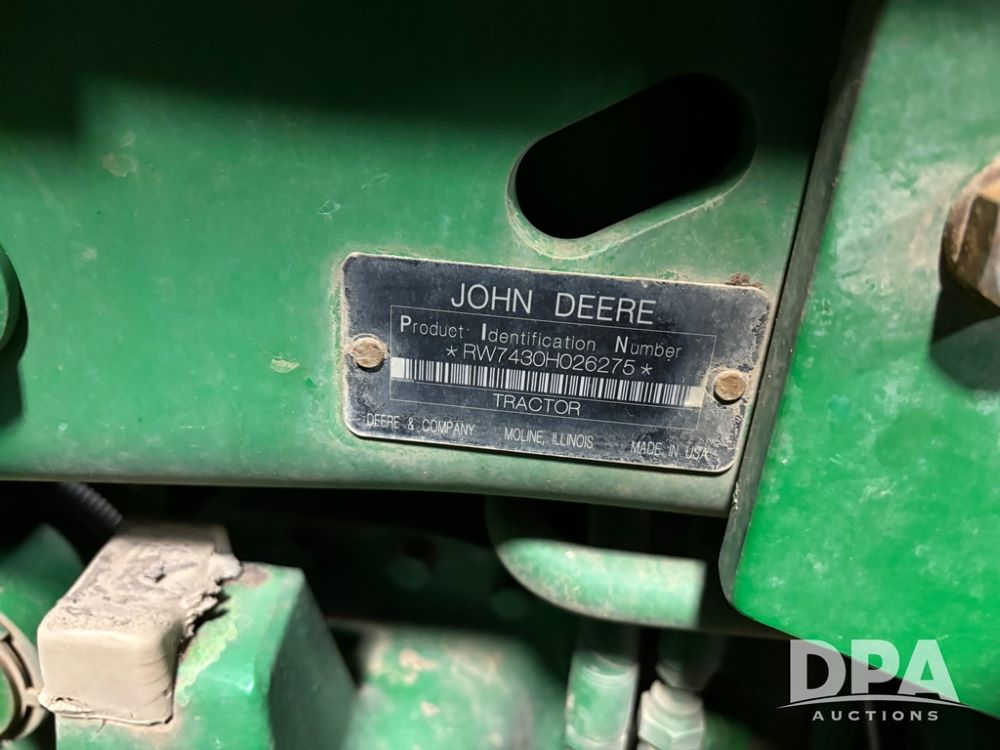 JOHN DEERE
Product Identification Number
*RW7430H026275*
TRACTOR
DEERE & COMPANY MOLINE, ILLINOIS MADE IN USA
DPA
AUCTIONS